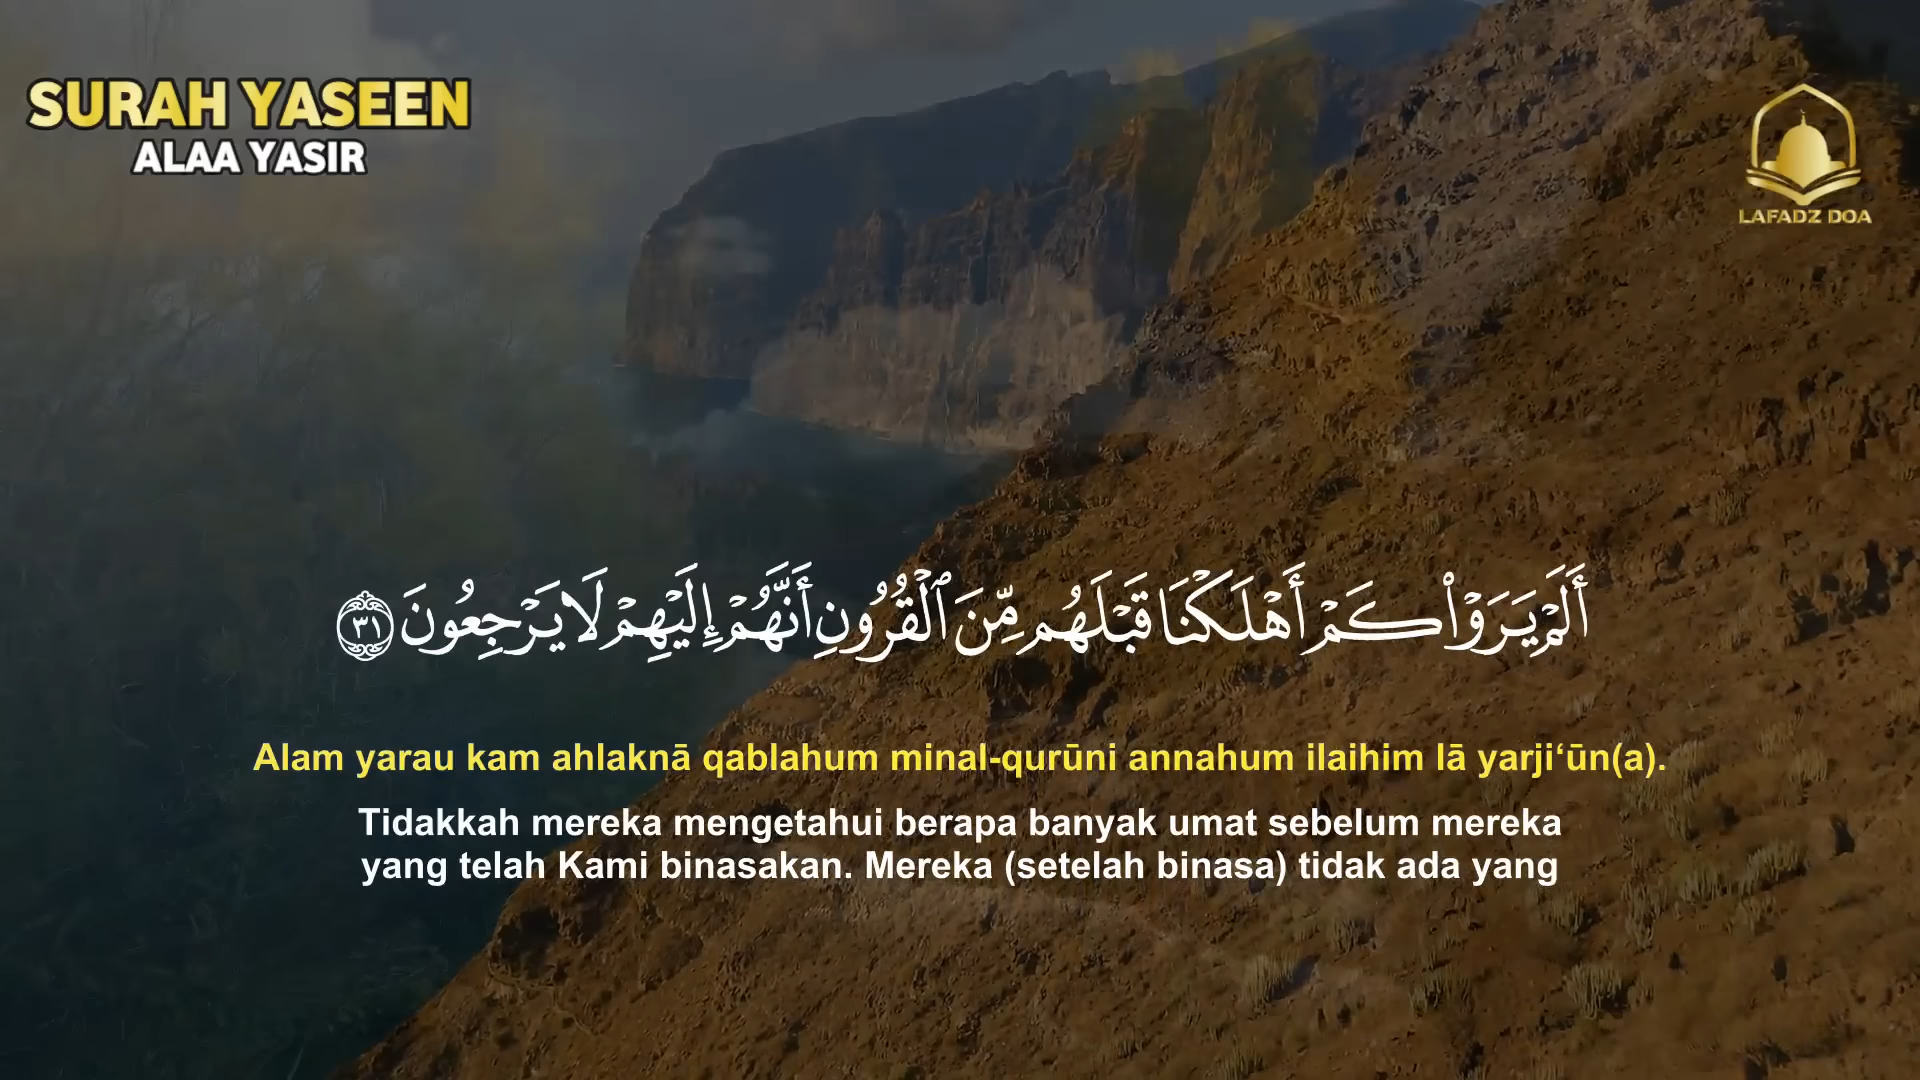 SURAH YASEEN
ALAA YASIR
LAFADZ DOA
أَلَمْ يَرَوْا۟ كَمْ أَهْلَكْنَا قَبْلَهُم مِّنَ ٱلْقُرُونِ أَنَّهُمْ إِلَيْهِمْ لَا يَرْجِعُونَ ٣١
Alam yarau kam ahlaknā qablahum minal-qurūni annahum ilaihim lā yarji‘ūn(a).
Tidakkah mereka mengetahui berapa banyak umat sebelum mereka
yang telah Kami binasakan. Mereka (setelah binasa) tidak ada yang